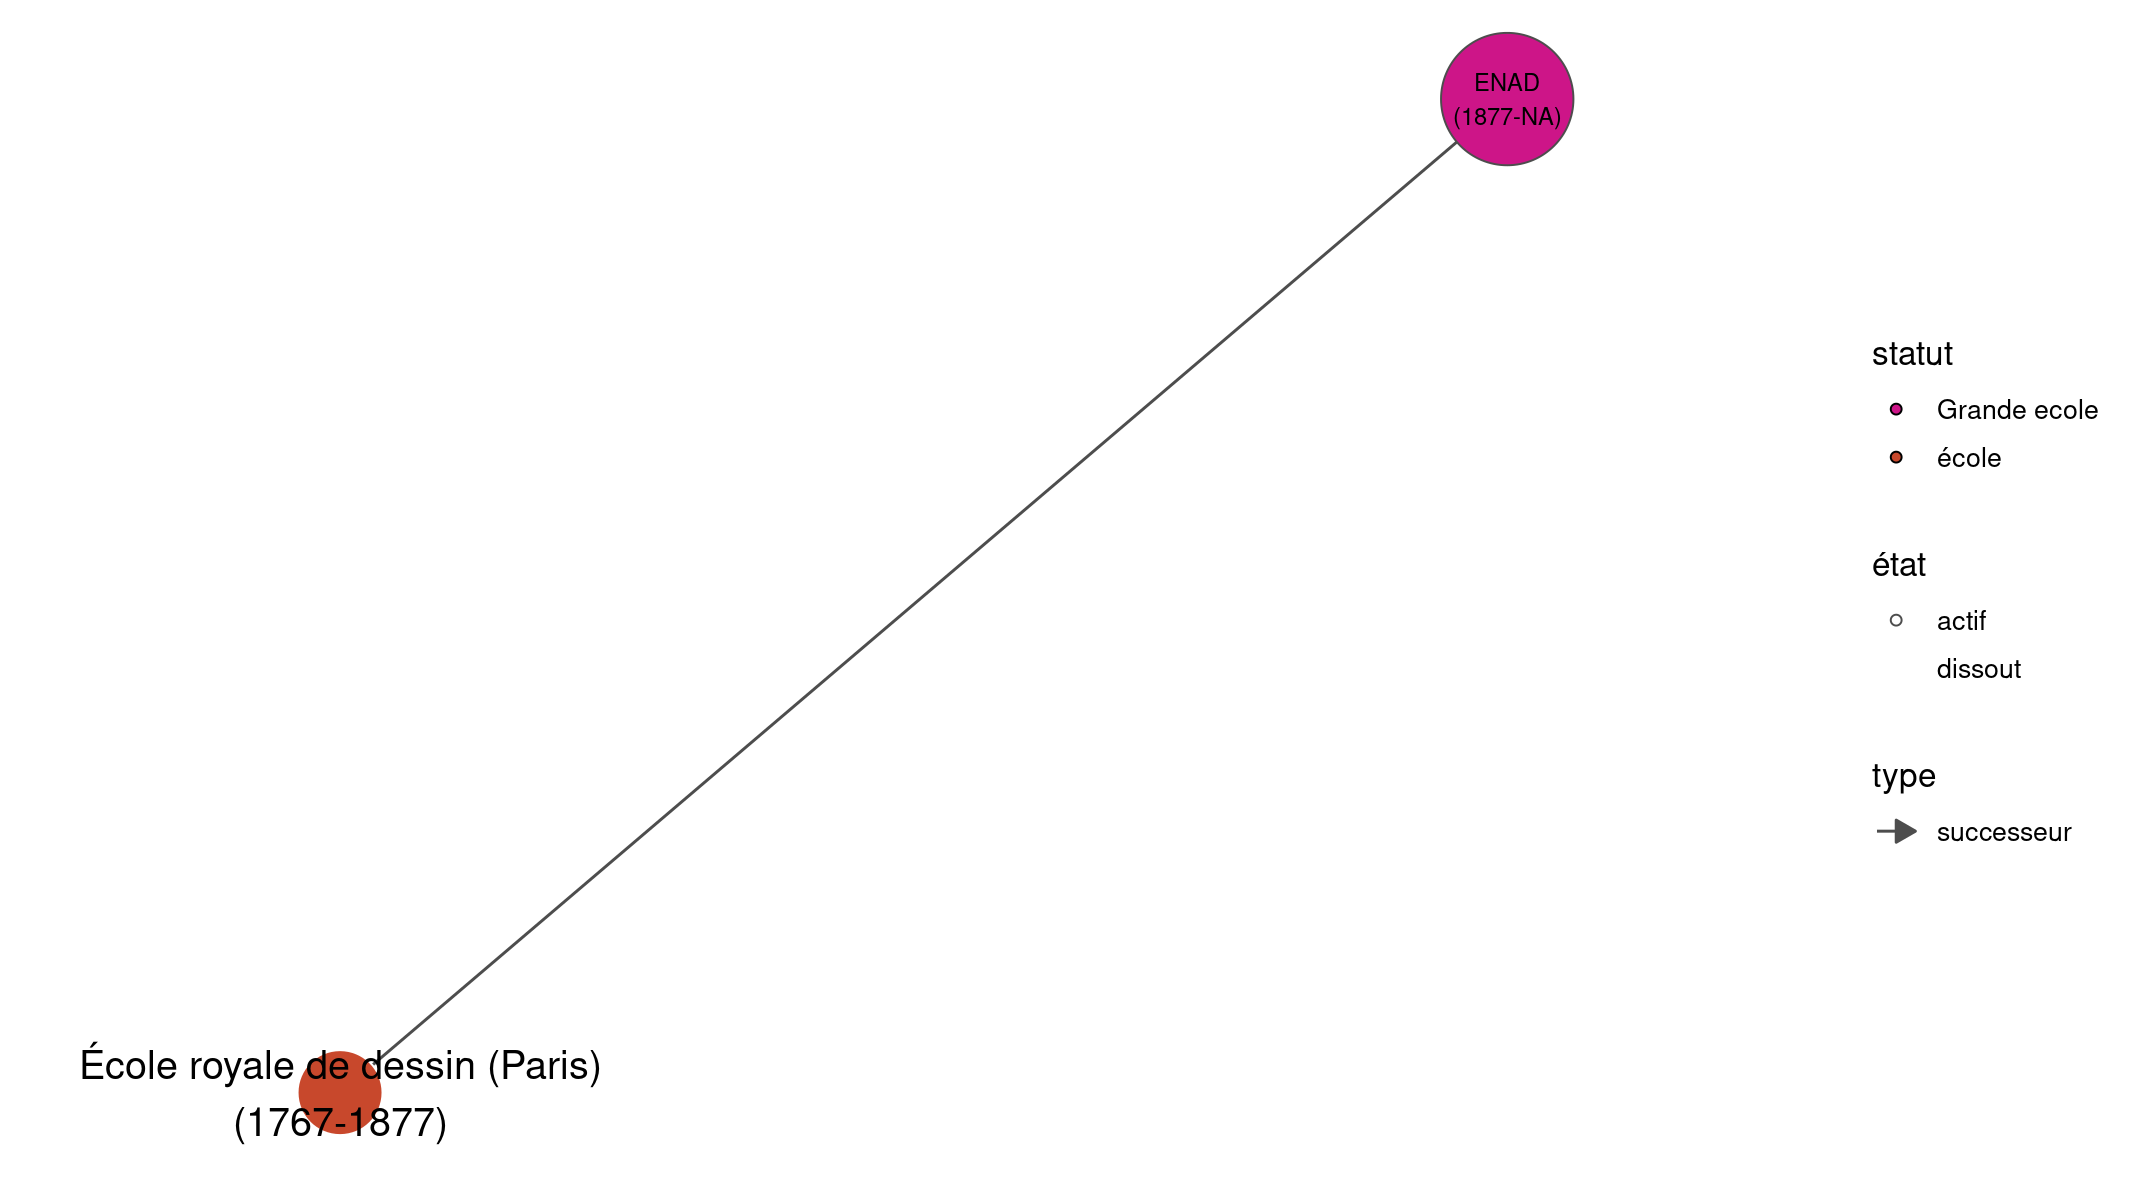 ENAD
(1877-NA)
École royale de dessin (Paris)
(1767-1877)
statut
Grande ecole
école
état
actif
dissout
type
successeur